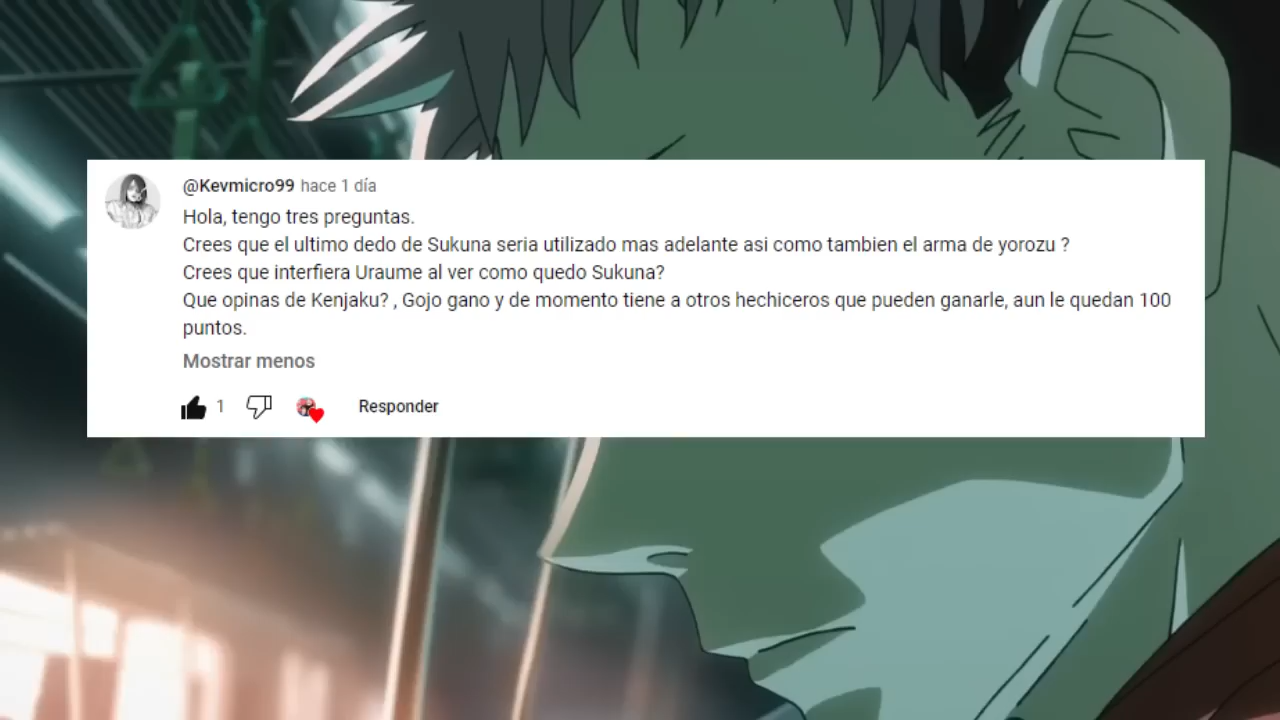 @Kevmicro99 hace 1 día
Hola, tengo tres preguntas.
Crees que el ultimo dedo de Sukuna seria utilizado mas adelante asi como tambien el arma de yorozu ?
Crees que interfiera Uraume al ver como quedo Sukuna?
Que opinas de Kenjaku? , Gojo gano y de momento tiene a otros hechiceros que pueden ganarle, aun le quedan 100
puntos.
Mostrar menos
1 Responder